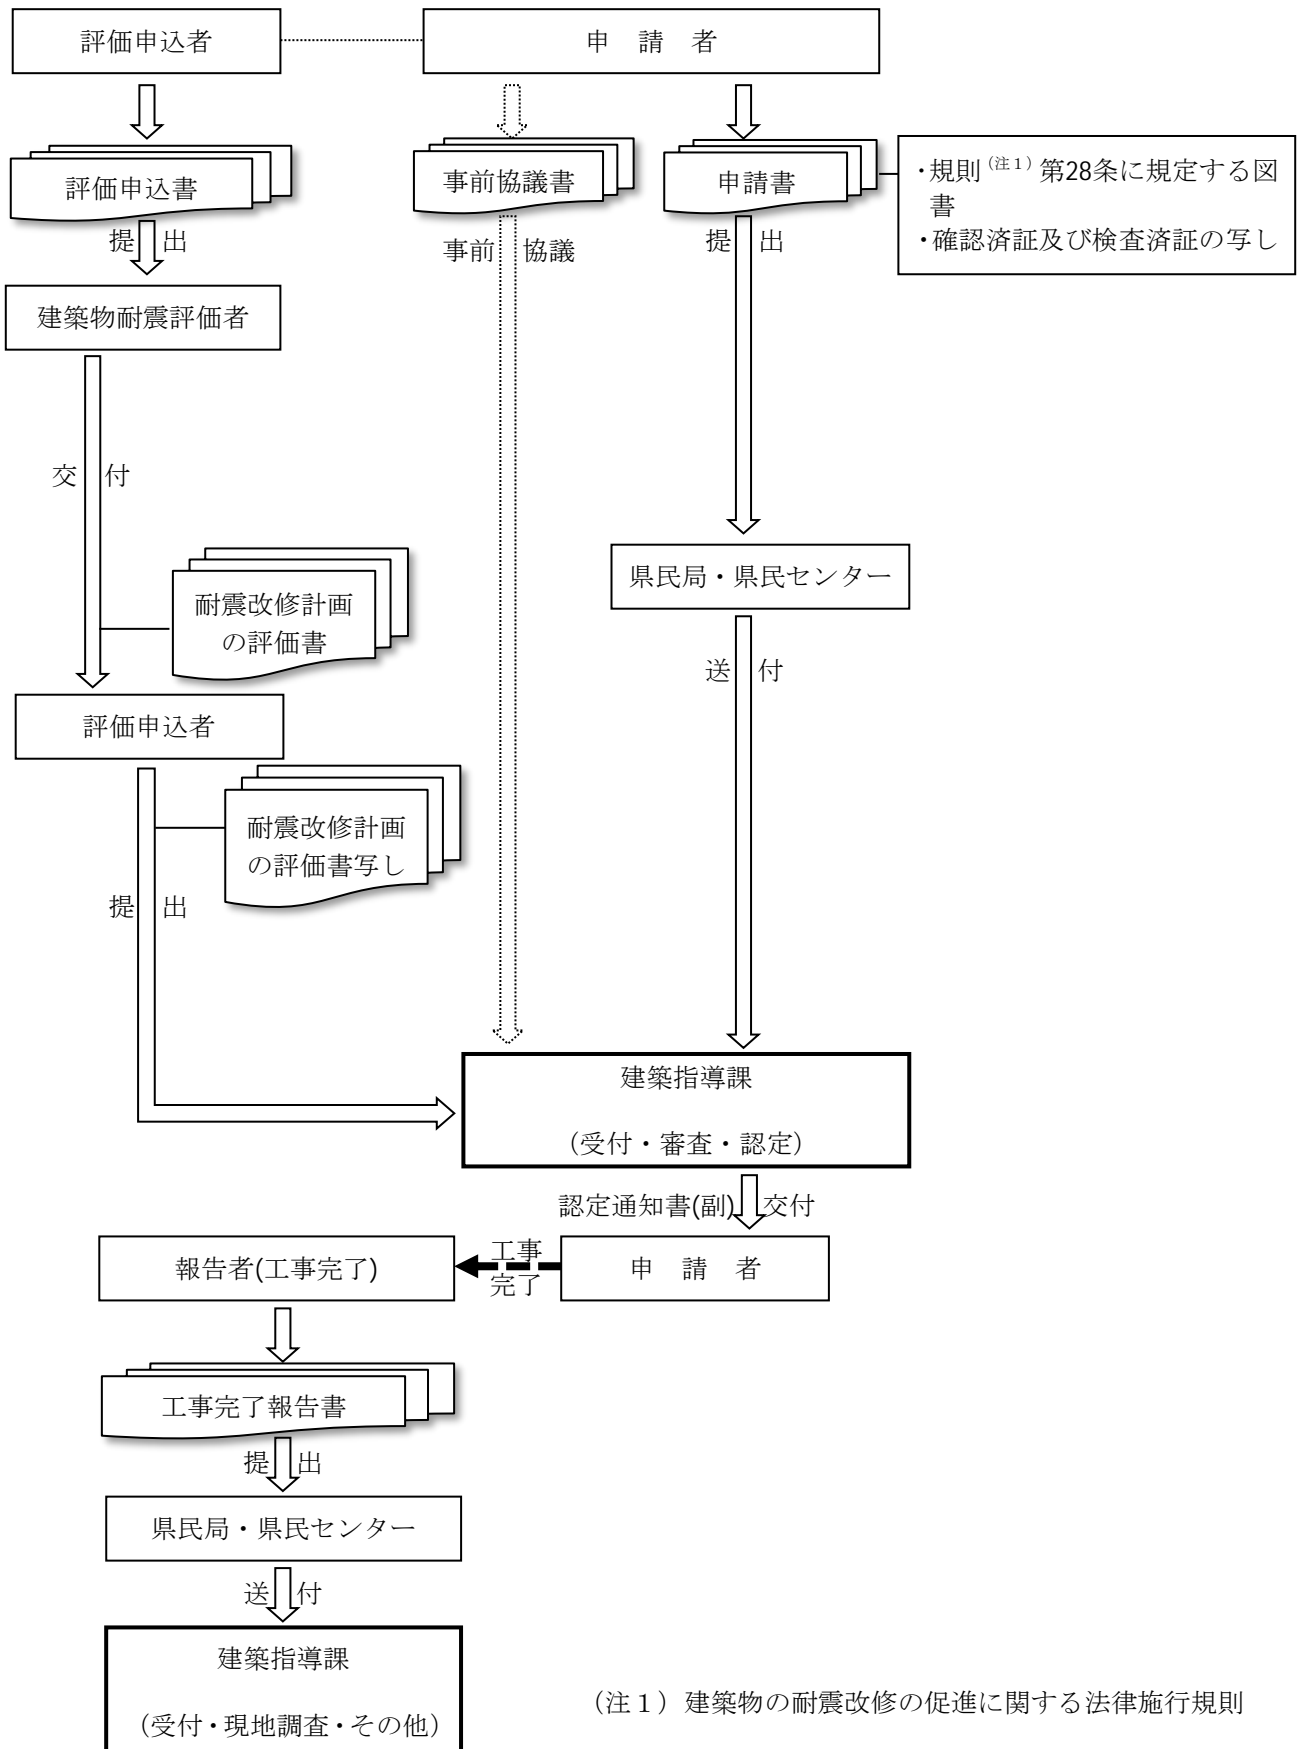 評価申込者
申　請　者
評価申込書
事前協議書
申請書
・規則（注１）第28条に規定する図
書
・確認済証及び検査済証の写し
提　出
事前　協議
提　出
建築物耐震評価者
交　付
耐震改修計画
の評価書
県民局・県民センター
送　付
評価申込者
耐震改修計画
の評価書写し
提　出
建築指導課
（受付・審査・認定）
認定通知書(副)　交付
報告者(工事完了)
工事
完了
申　請　者
工事完了報告書
提　出
県民局・県民センター
送　付
建築指導課
（受付・現地調査・その他）
（注１）建築物の耐震改修の促進に関する法律施行規則